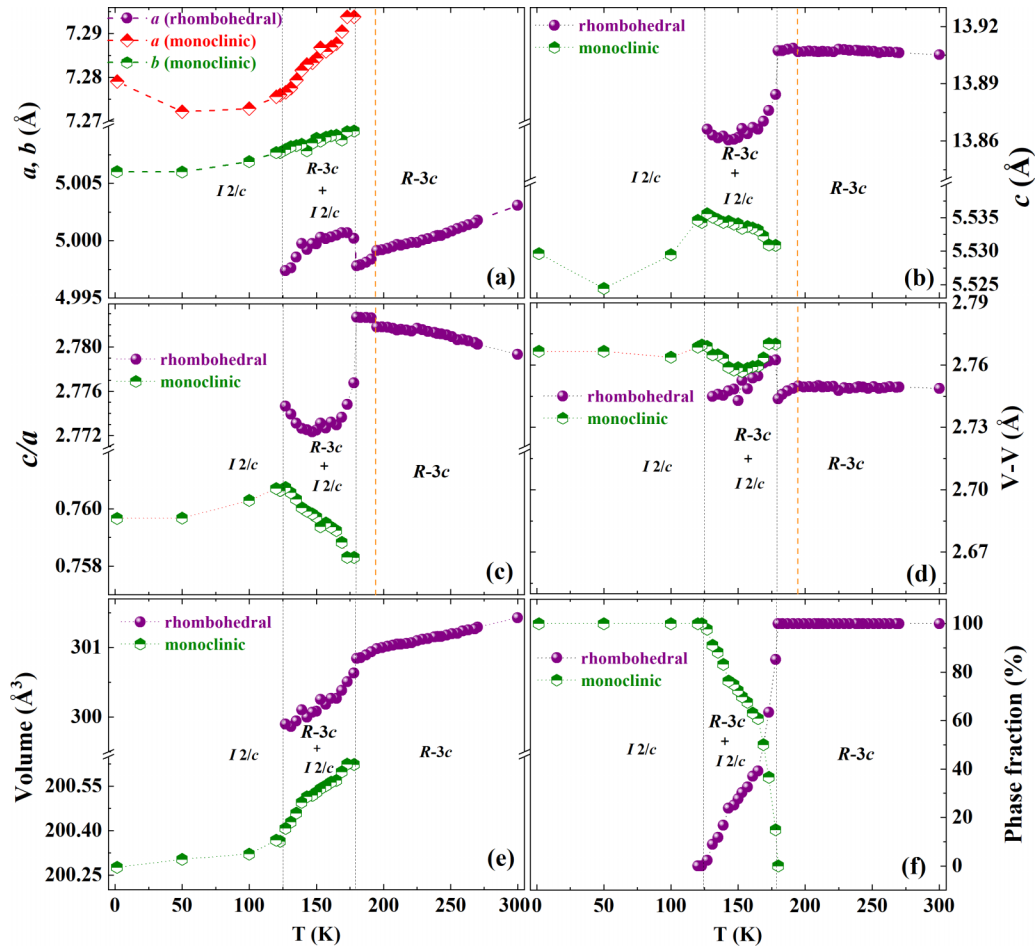 a (rhombohedral)
a (monoclinic)
b (monoclinic)
7.29
7.28
7.27
5.005
5.000
4.995
a, b (Å)
I 2/c
R-3c
+
I 2/c
R-3c
(a)
rhombohedral
monoclinic
13.92
13.89
13.86
5.535
5.530
5.525
c (Å)
I 2/c
R-3c
+
I 2/c
R-3c
(b)
rhombohedral
monoclinic
2.780
2.776
2.772
0.760
0.758
c/a
I 2/c
R-3c
+
I 2/c
R-3c
(c)
rhombohedral
monoclinic
2.79
2.76
2.73
2.70
2.67
V-V (Å)
I 2/c
R-3c
+
I 2/c
R-3c
(d)
rhombohedral
monoclinic
301
300
200.55
200.40
200.25
Volume (Å³)
I 2/c
R-3c
+
I 2/c
R-3c
(e)
0 50 100 150 200 250 300
T (K)
rhombohedral
monoclinic
100
80
60
40
20
0
Phase fraction (%)
I 2/c
R-3c
+
I 2/c
R-3c
(f)
0 50 100 150 200 250 300
T (K)